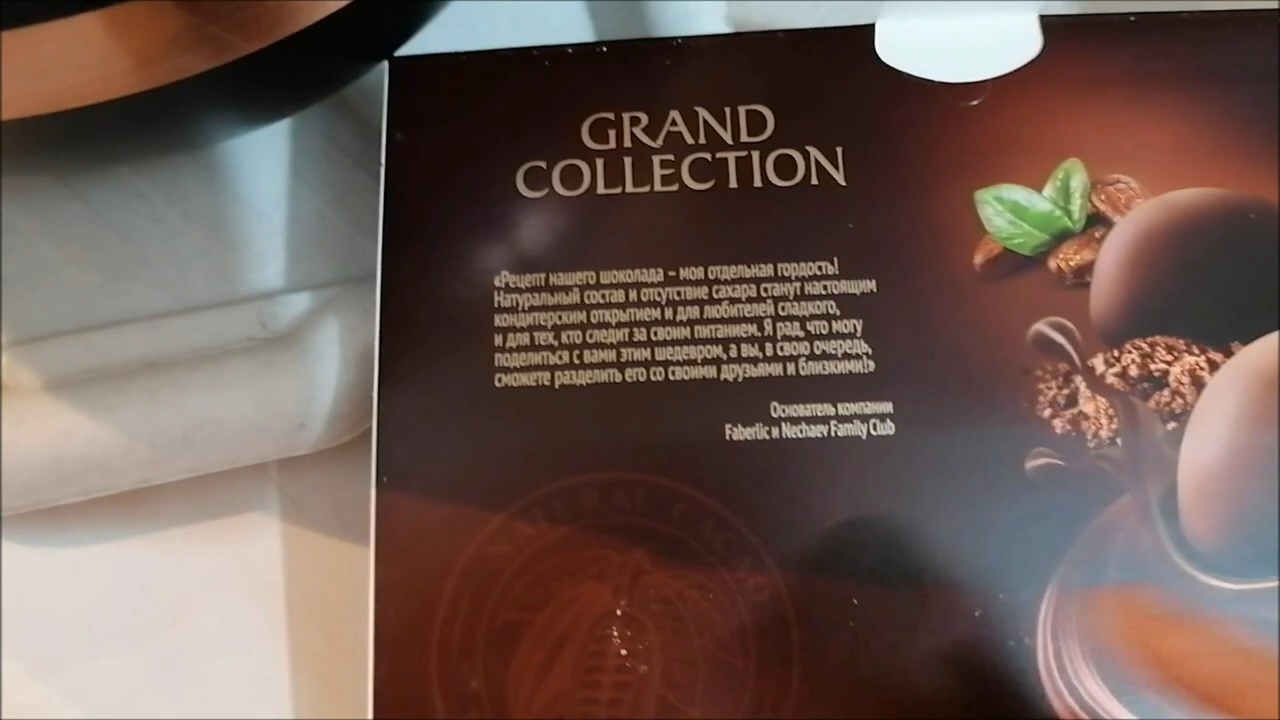 GRAND
COLLECTION
«Рецепт нашего шоколада – моя отдельная гордость!
Натуральный состав и отсутствие сахара станут настоящим
кондитерским открытием и для любителей сладкого,
и для тех, кто следит за своим питанием. Я рад, что могу
поделиться с вами этим шедевром, а вы, в свою очередь,
сможете разделить его со своими друзьями и близкими!»
Основатель компании
Faberlic и Nechaev Family Club
NATURAL CACAO